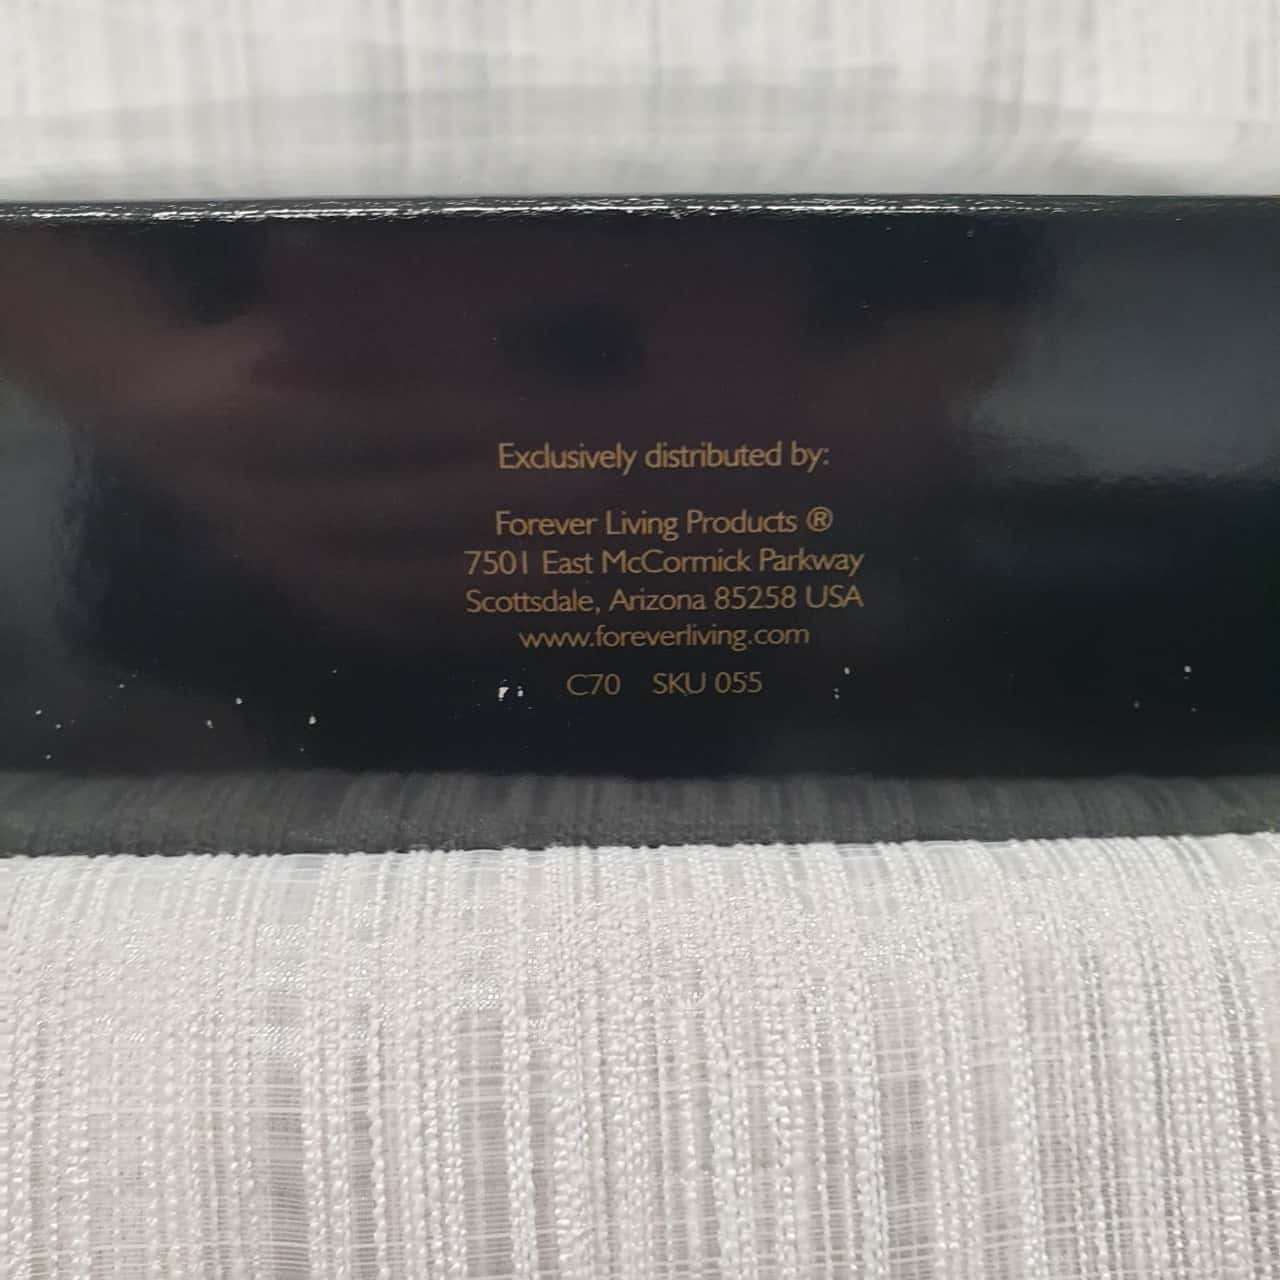 Exclusively distributed by:
Forever Living Products ®
7501 East McCormick Parkway
Scottsdale, Arizona 85258 USA
www.foreverliving.com
C70 SKU 055